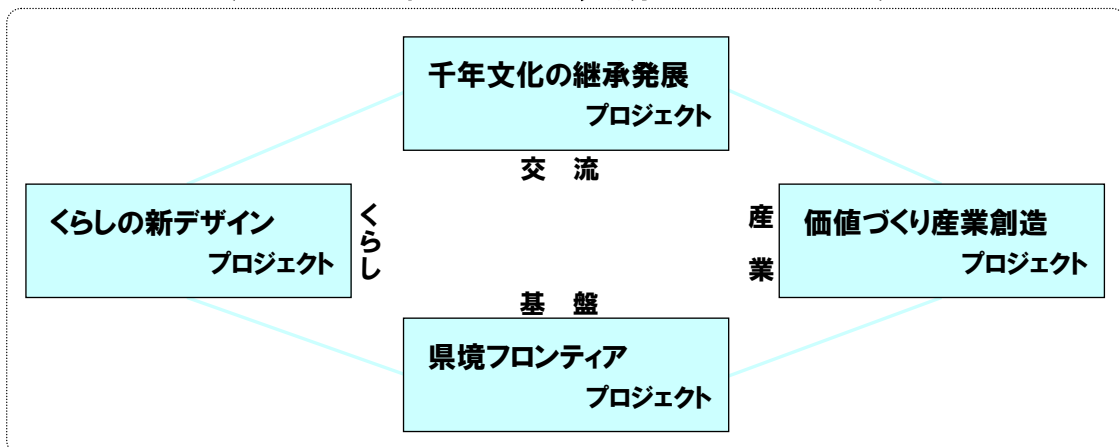 千年文化の継承発展
プロジェクト
交 流
くらしの新デザイン
プロジェクト
くらし
産業
価値づくり産業創造
プロジェクト
基 盤
県境フロンティア
プロジェクト